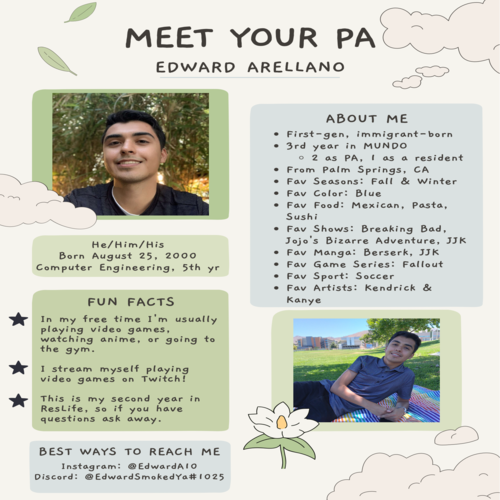 MEET YOUR PA
EDWARD ARELLANO
He/Him/His
Born August 25, 2000
Computer Engineering, 5th yr
FUN FACTS
In my free time I'm usually
playing video games,
watching anime, or going to
the gym.
I stream myself playing
video games on Twitch!
This is my second year in
ResLife, so if you have
questions ask away.
BEST WAYS TO REACH ME
Instagram: @EdwardA10
Discord: @EdwardSmokedYa#1025
ABOUT ME
First-gen, immigrant-born
3rd year in MUNDO
2 as PA, 1 as a resident
From Palm Springs, CA
Fav Seasons: Fall & Winter
Fav Color: Blue
Fav Food: Mexican, Pasta,
Sushi
Fav Shows: Breaking Bad,
Jojo's Bizarre Adventure, JJK
Fav Manga: Berserk, JJK
Fav Game Series: Fallout
Fav Sport: Soccer
Fav Artists: Kendrick &
Kanye